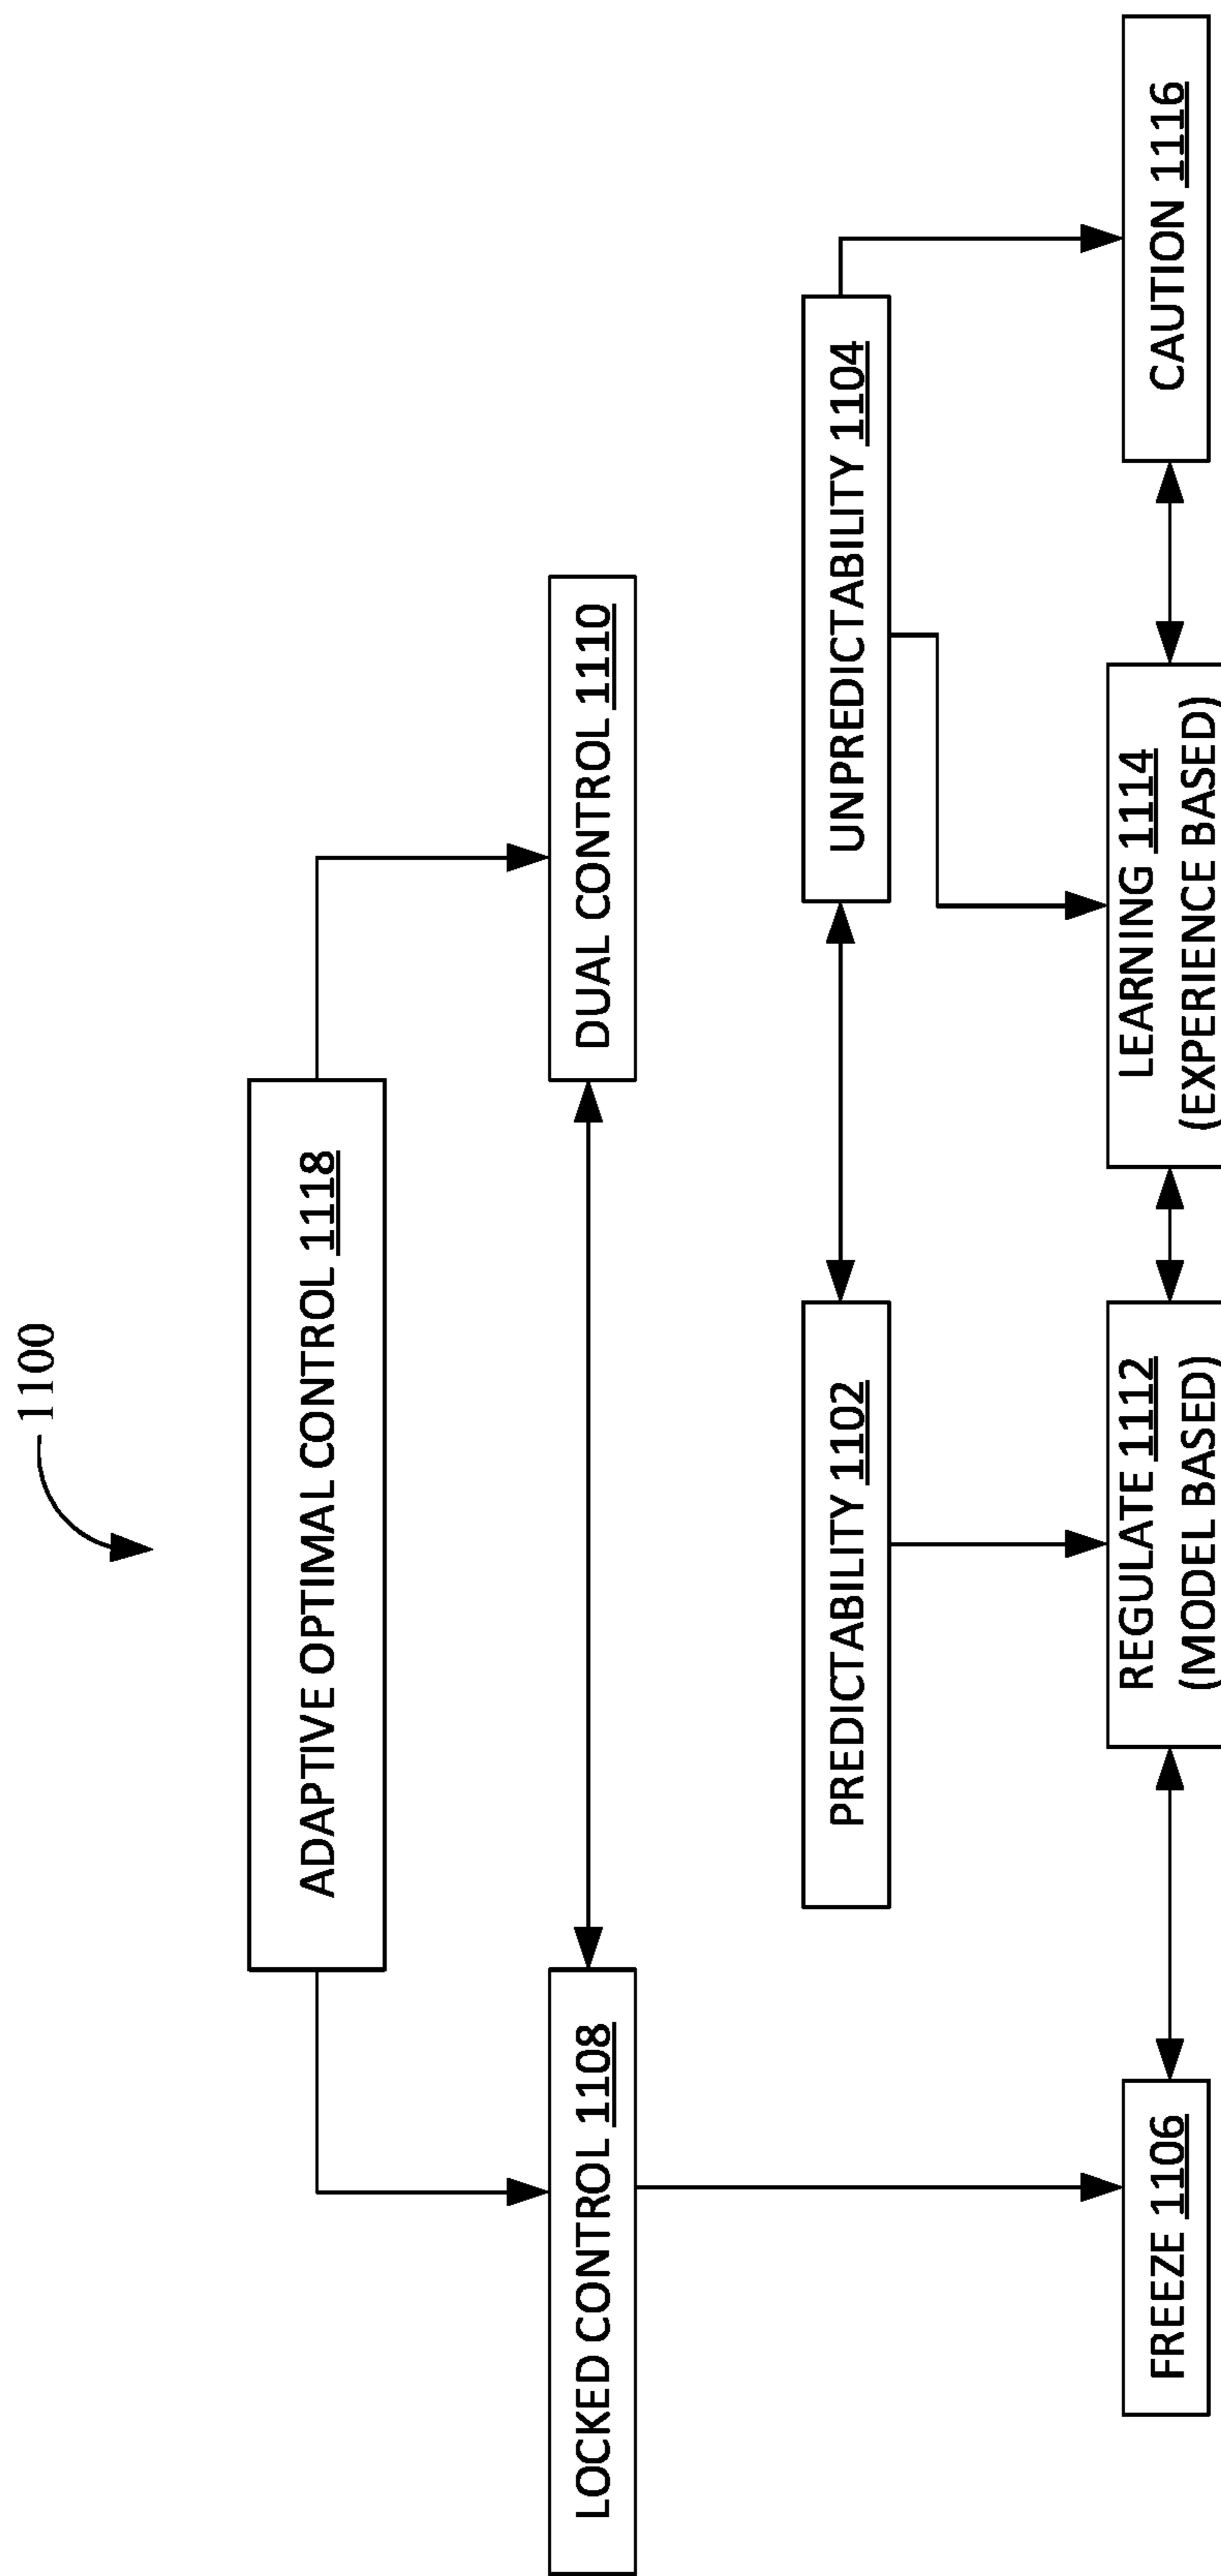 1100
ADAPTIVE OPTIMAL CONTROL 1118
LOCKED CONTROL 1108
DUAL CONTROL 1110
PREDICTABILITY 1102
UNPREDICTABILITY 1104
FREEZE 1106
REGULATE 1112
(MODEL BASED)
LEARNING 1114
(EXPERIENCE BASED)
CAUTION 1116